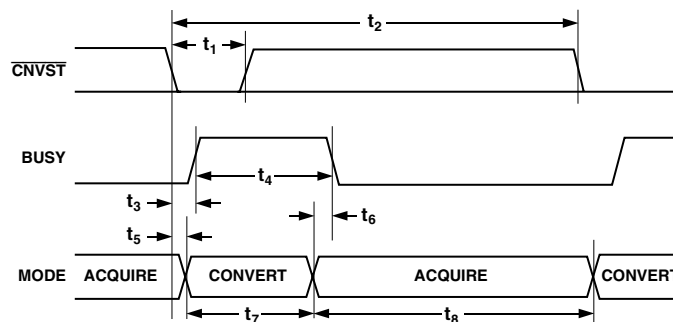 t2
t1
CNVST
BUSY
t4
t3
t6
t5
MODE ACQUIRE CONVERT ACQUIRE CONVERT
t7 t8